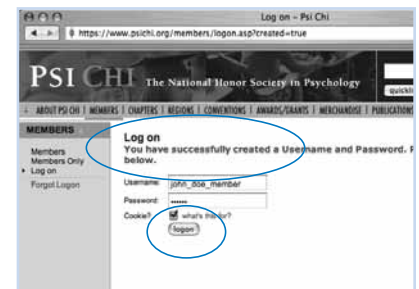 Log on – Psi Chi
https://www.psichi.org/members/logon.asp?created=true
PSI CHI The National Honor Society in Psychology
quickli
ABOUT PSI CHI | MEMBERS | CHAPTERS | REGIONS | CONVENTIONS | AWARDS/GRANTS | MERCHANDISE | PUBLICATIONS
MEMBERS
Members
Members Only
Log on
Forgot Logon
Log on
You have successfully created a Username and Password. P
below.
Username: john_doe_member
Password: ••••••
Cookie? what's this for?
logon